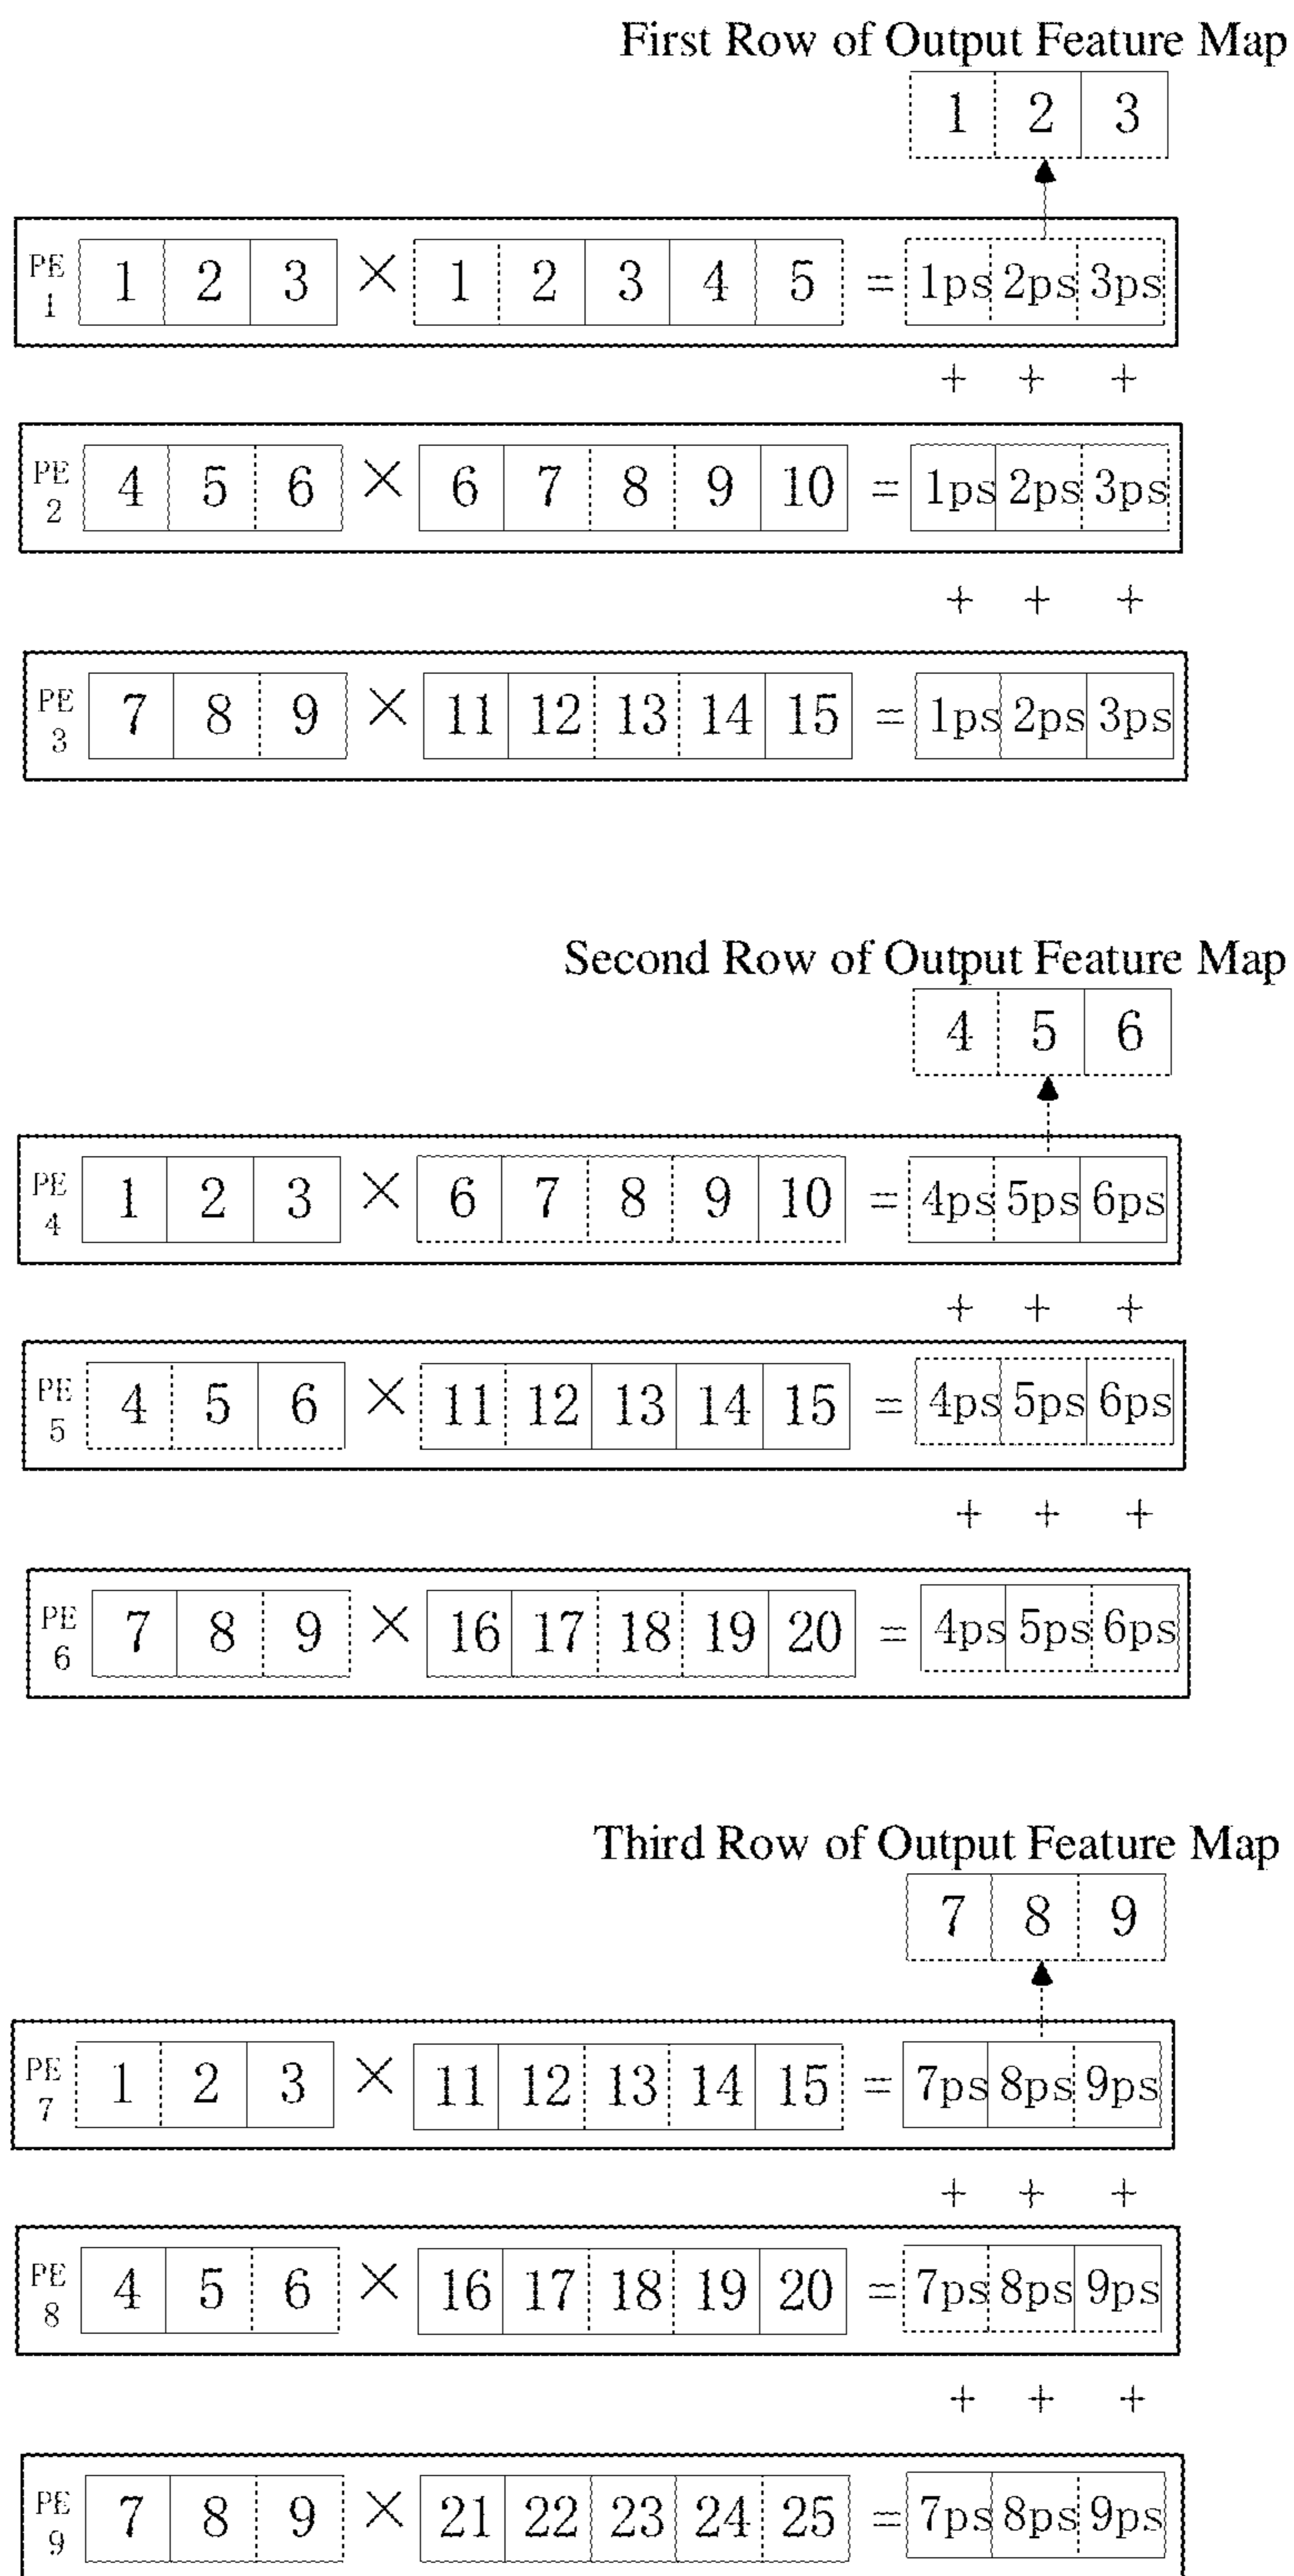 First Row of Output Feature Map
1 2 3
PE 1 1 2 3 × 1 2 3 4 5 = 1ps 2ps 3ps
+ + +
PE 2 4 5 6 × 6 7 8 9 10 = 1ps 2ps 3ps
+ + +
PE 3 7 8 9 × 11 12 13 14 15 = 1ps 2ps 3ps
Second Row of Output Feature Map
4 5 6
PE 4 1 2 3 × 6 7 8 9 10 = 4ps 5ps 6ps
+ + +
PE 5 4 5 6 × 11 12 13 14 15 = 4ps 5ps 6ps
+ + +
PE 6 7 8 9 × 16 17 18 19 20 = 4ps 5ps 6ps
Third Row of Output Feature Map
7 8 9
PE 7 1 2 3 × 11 12 13 14 15 = 7ps 8ps 9ps
+ + +
PE 8 4 5 6 × 16 17 18 19 20 = 7ps 8ps 9ps
+ + +
PE 9 7 8 9 × 21 22 23 24 25 = 7ps 8ps 9ps